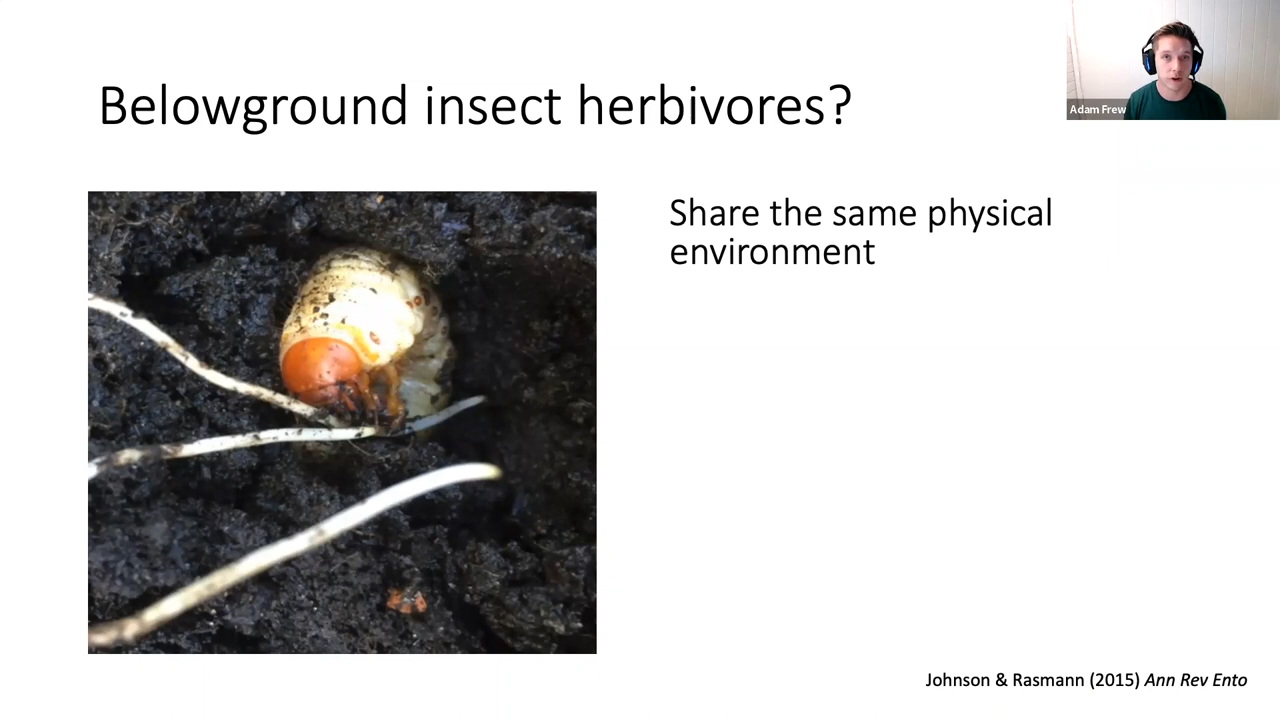 Belowground insect herbivores?
Adam Frew
Share the same physical
environment
Johnson & Rasmann (2015) Ann Rev Ento